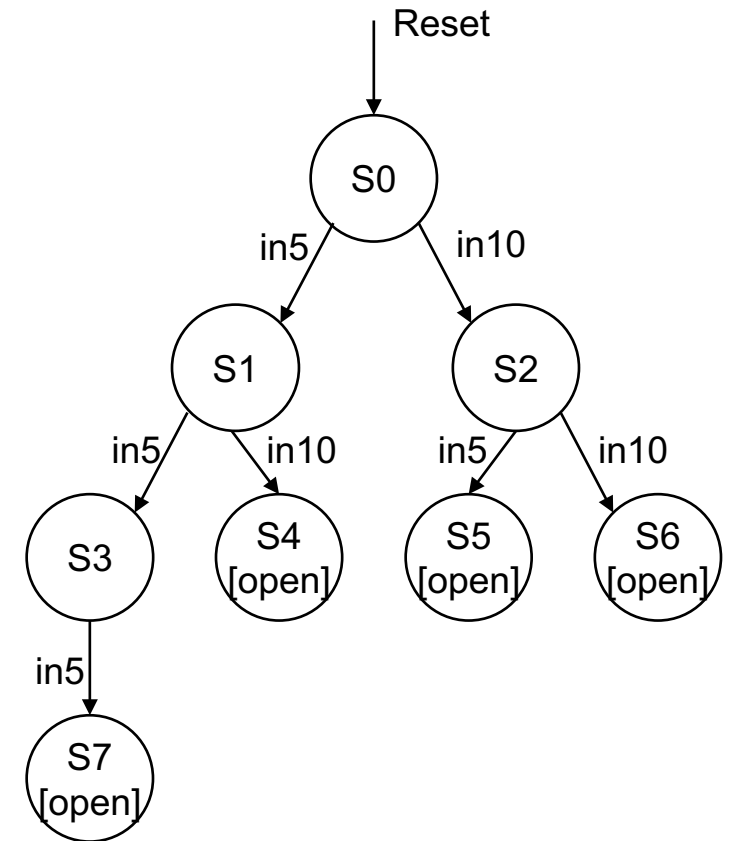 Reset
S0
in5
in10
S1
S2
in5
in10
in5
in10
S3
S4
[open]
S5
[open]
S6
[open]
in5
S7
[open]